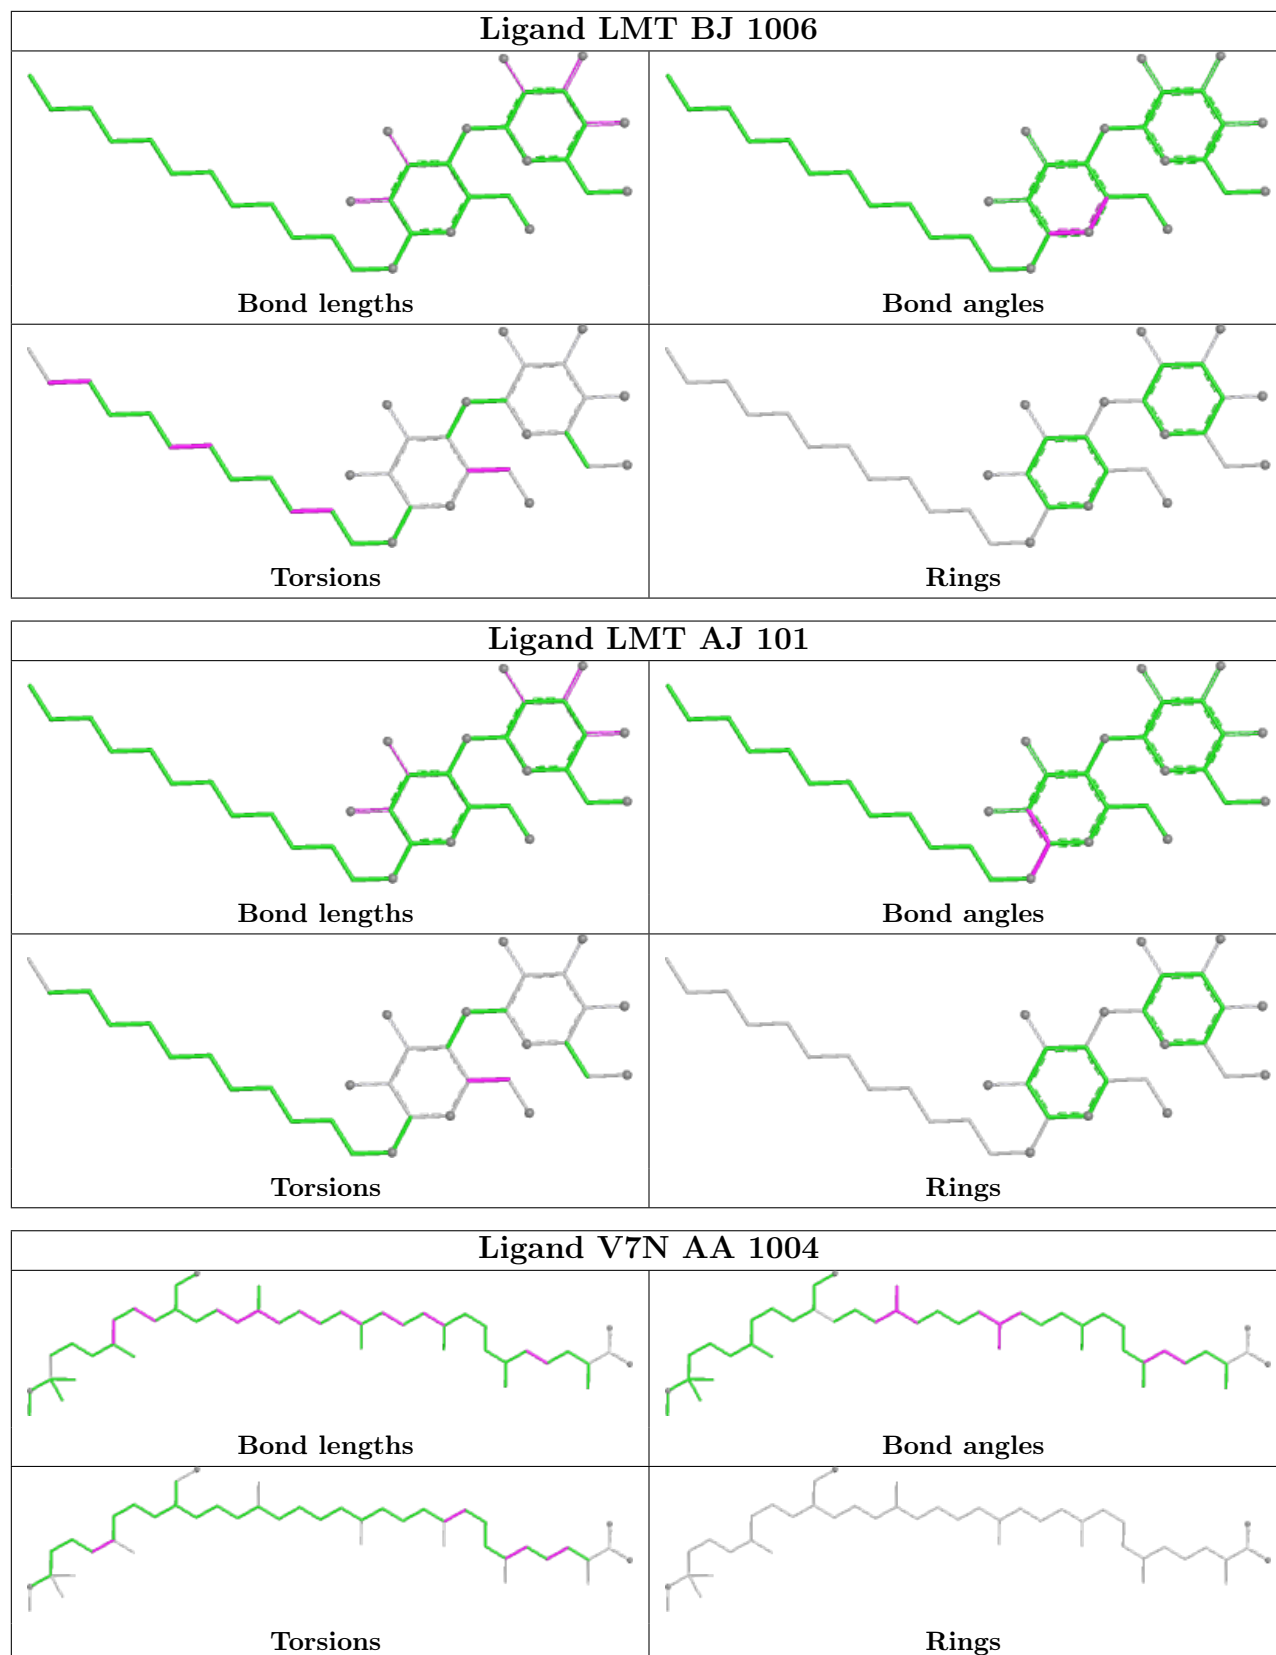 Ligand LMT BJ 1006
Bond lengths
Bond angles
Torsions
Rings
Ligand LMT AJ 101
Bond lengths
Bond angles
Torsions
Rings
Ligand V7N AA 1004
Bond lengths
Bond angles
Torsions
Rings